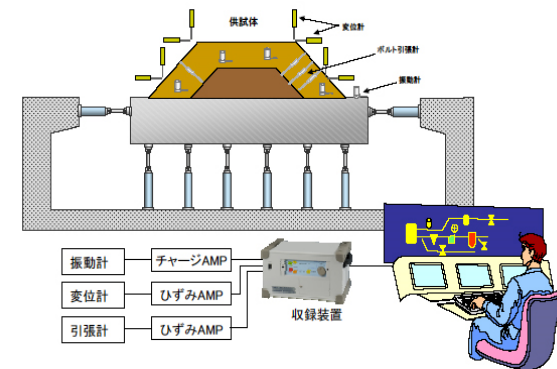 供試体
変位計
ボルト引張計
振動計
振動計
チャージAMP
変位計
ひずみAMP
引張計
ひずみAMP
収録装置